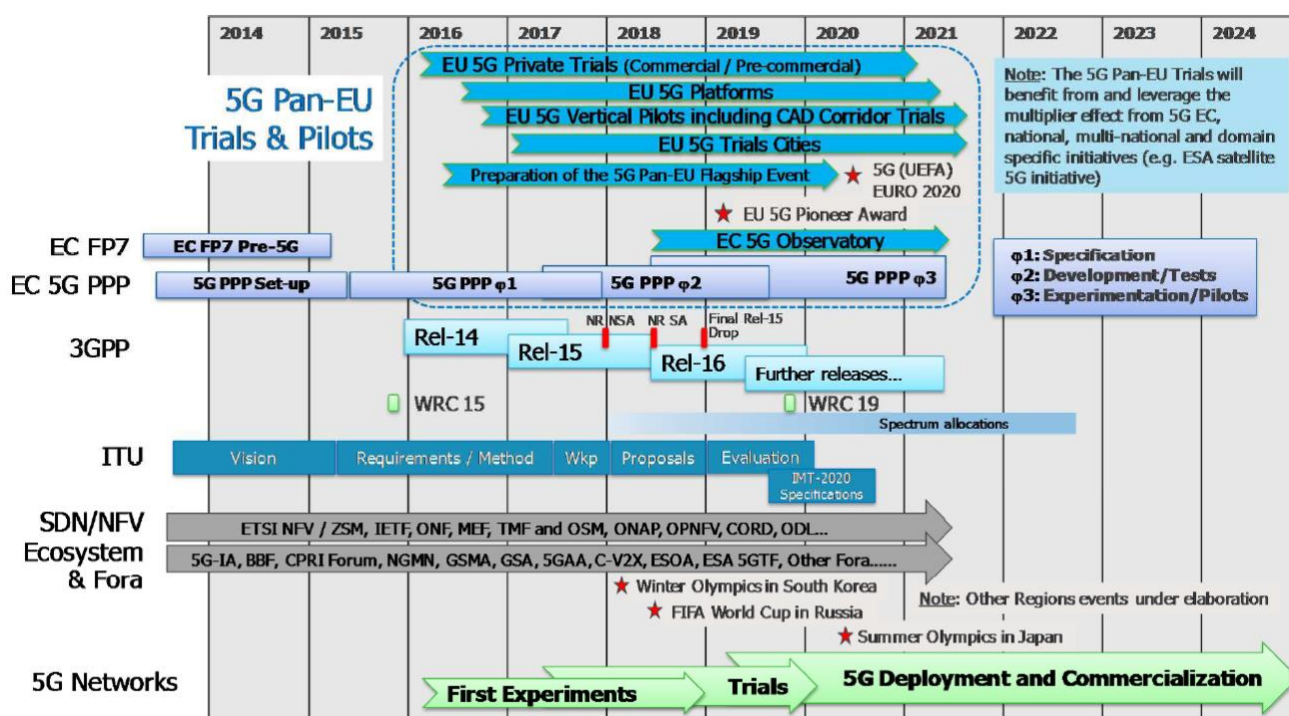 2014 2015 2016 2017 2018 2019 2020 2021 2022 2023 2024
5G Pan-EU
Trials & Pilots
EU 5G Private Trials (Commercial / Pre-commercial)
EU 5G Platforms
EU 5G Vertical Pilots including CAD Corridor Trials
EU 5G Trials Cities
Preparation of the 5G Pan-EU Flagship Event
5G (UEFA)
EURO 2020
EU 5G Pioneer Award
EC 5G Observatory
Note: The 5G Pan-EU Trials will
benefit from and leverage the
multiplier effect from 5G EC,
national, multi-national and domain
specific initiatives (e.g. ESA satellite
5G initiative)
EC FP7
EC FP7 Pre-5G
EC 5G PPP
5G PPP Set-up
5G PPP φ1
5G PPP φ2
5G PPP φ3
φ1: Specification
φ2: Development/Tests
φ3: Experimentation/Pilots
3GPP
Rel-14
Rel-15
NR NSA
NR SA
Final Rel-15
Drop
Rel-16
Further releases...
WRC 15
WRC 19
Spectrum allocations
ITU
Vision
Requirements / Method
Wkp
Proposals
Evaluation
IMT-2020
Specifications
SDN/NFV
Ecosystem
& Fora
ETSI NFV / ZSM, IETF, ONF, MEF, TMF and OSM, ONAP, OPNFV, CORD, ODL...
5G-IA, BBF, CPRI Forum, NGMN, GSMA, GSA, 5GAA, C-V2X, ESOA, ESA 5GTF, Other Fora......
Winter Olympics in South Korea
FIFA World Cup in Russia
Summer Olympics in Japan
Note: Other Regions events under elaboration
5G Networks
First Experiments
Trials
5G Deployment and Commercialization